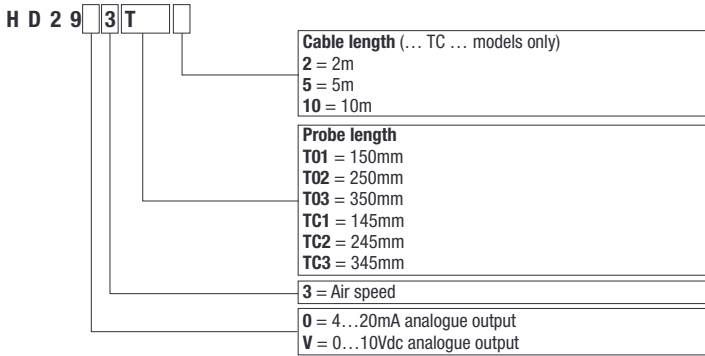 HD29 3 T
Cable length (… TC … models only)
2 = 2m
5 = 5m
10 = 10m
Probe length
T01 = 150mm
T02 = 250mm
T03 = 350mm
TC1 = 145mm
TC2 = 245mm
TC3 = 345mm
3 = Air speed
0 = 4…20mA analogue output
V = 0…10Vdc analogue output